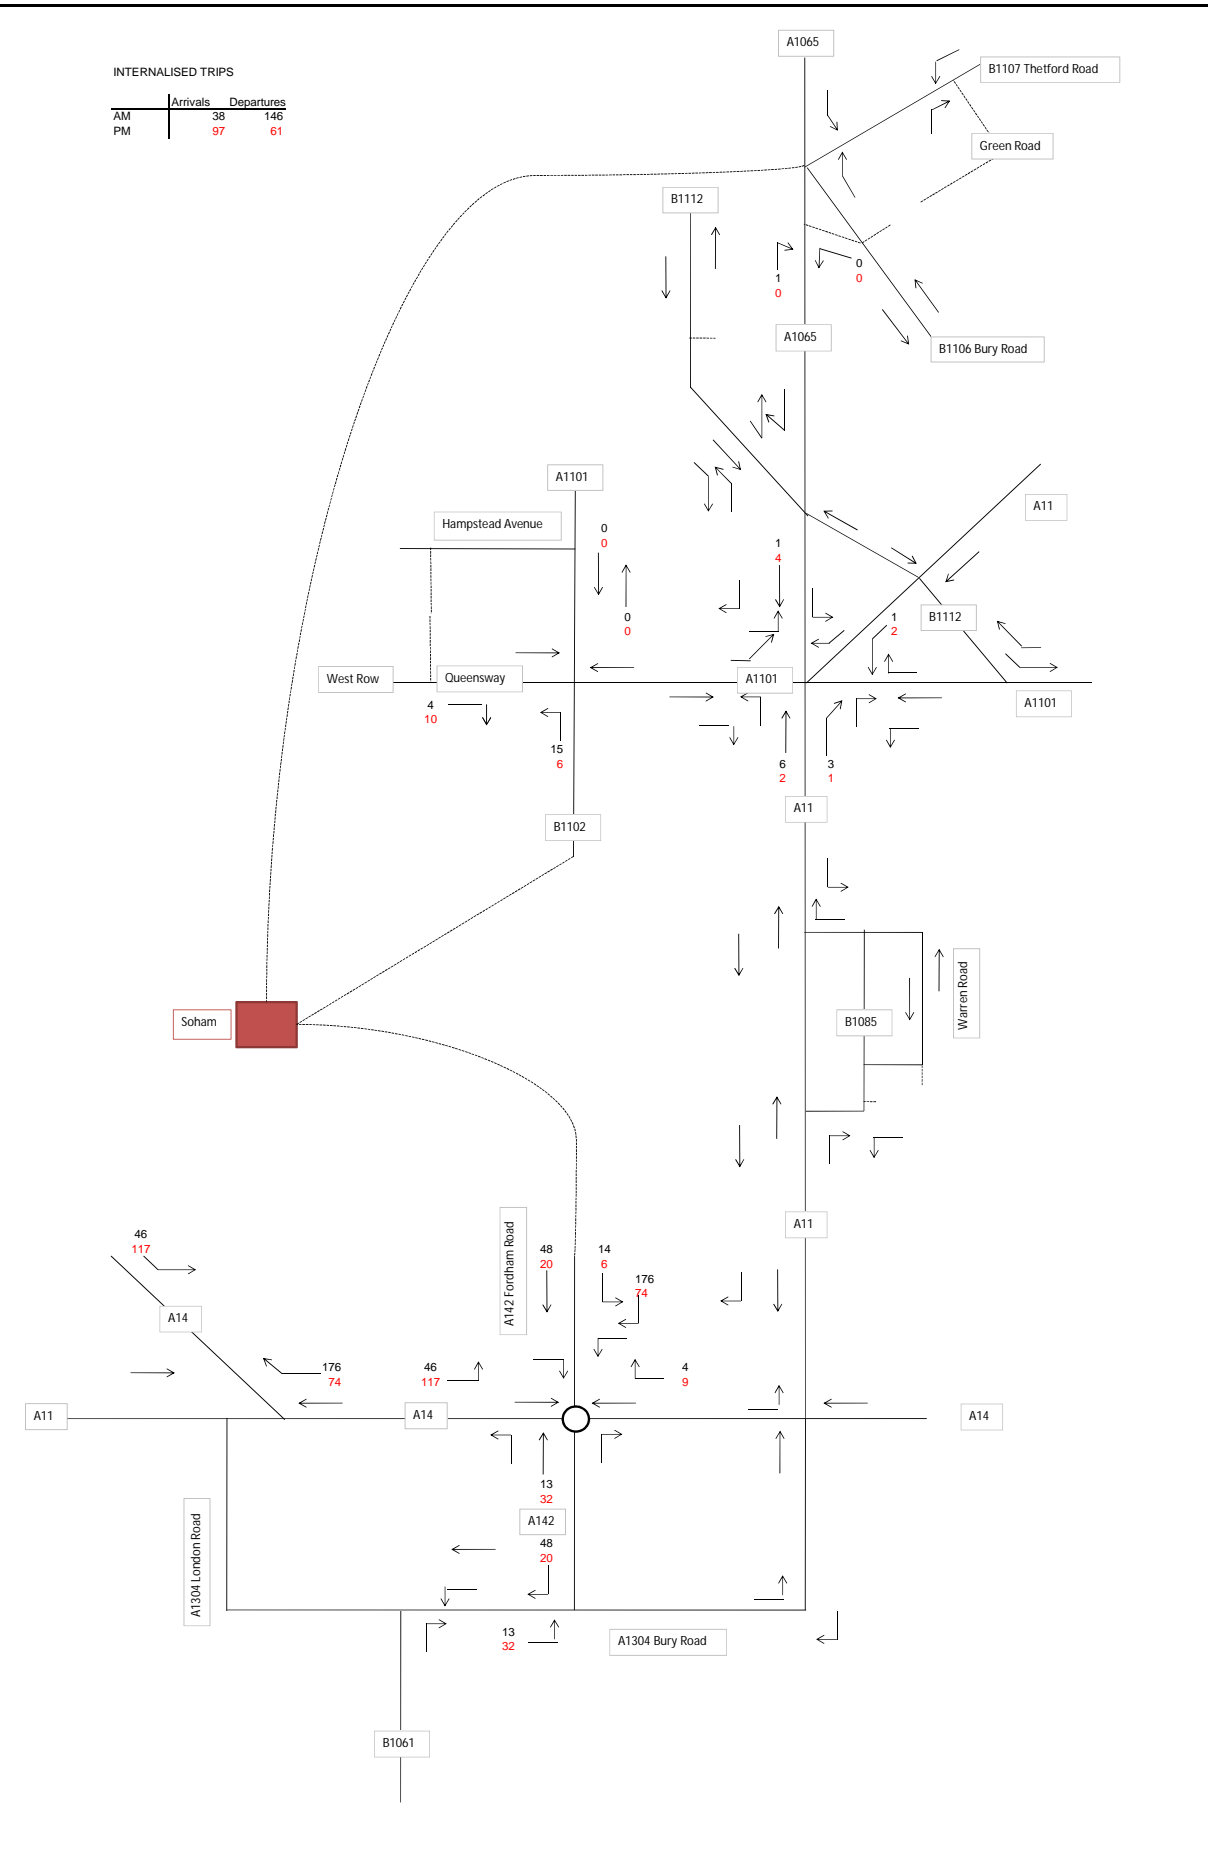 A1065
B1107 Thetford Road
INTERNALISED TRIPS
Arrivals Departures
AM 38 146
PM 97 61
Green Road
B1112
0
0
1
0
A1065
B1106 Bury Road
A1101
A11
Hampstead Avenue
0
0
1
4
0
0
B1112
1
2
West Row
Queensway
A1101
A1101
4
10
15
6
6
2
3
1
A11
B1102
Warren Road
Soham
B1085
A142 Fordham Road
A11
46
117
48
20
14
6
176
74
A14
176
74
46
117
4
9
A11
A14
A14
13
32
A142
48
20
A1304 London Road
13
32
A1304 Bury Road
B1061